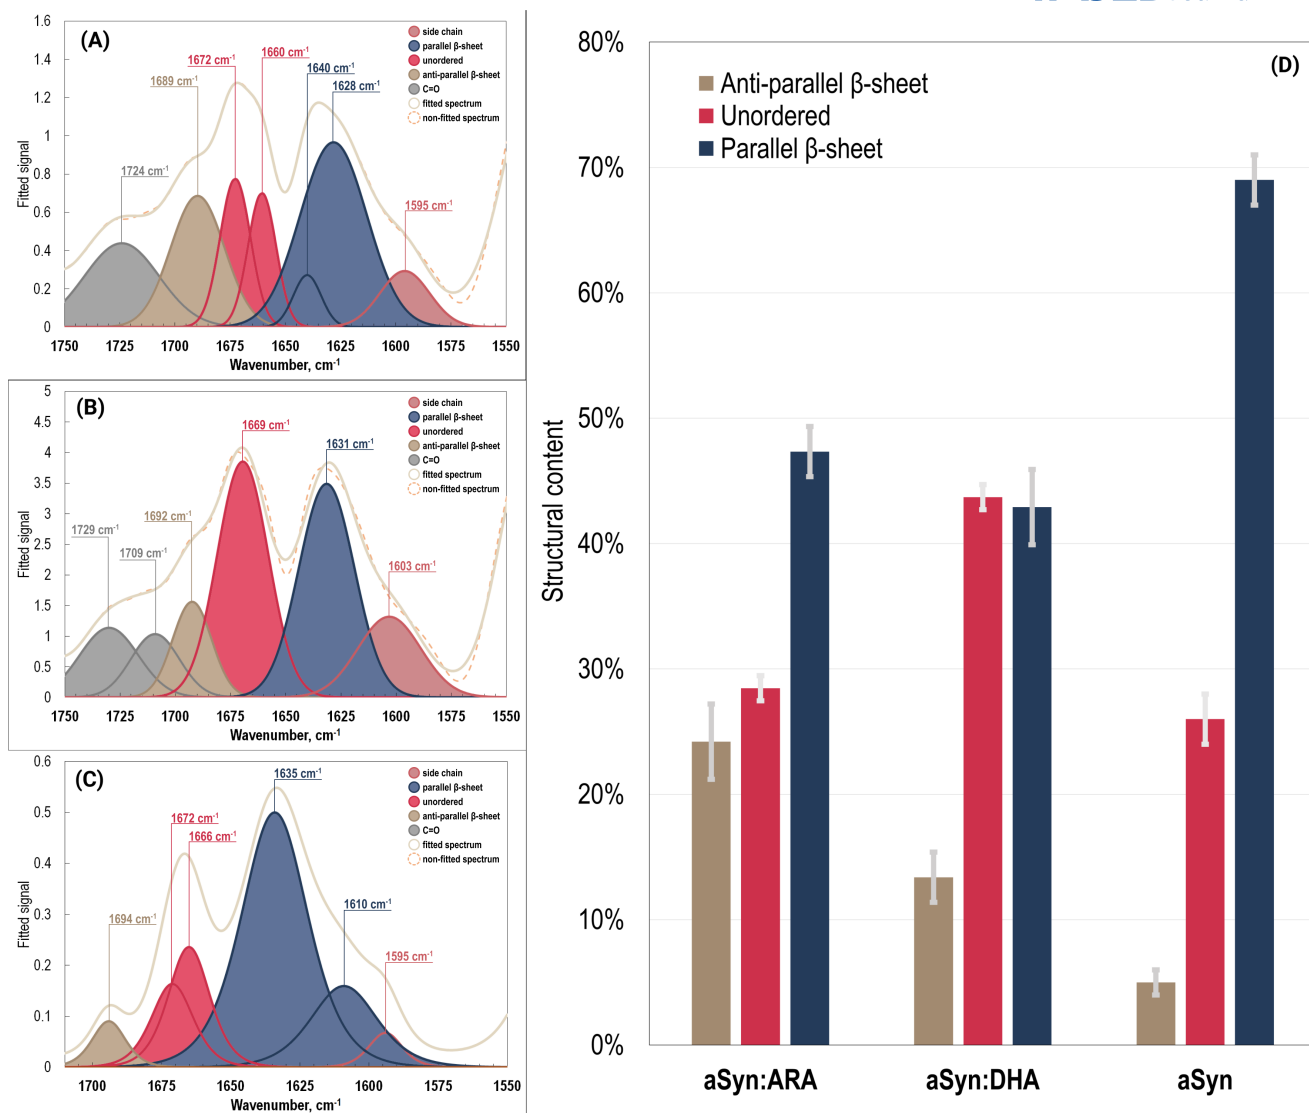 (A)
1.6
1.4
1.2
1
0.8
0.6
0.4
0.2
0
Fitted signal
1724 cm-1
1689 cm-1
1672 cm-1
1660 cm-1
1640 cm-1
1628 cm-1
1595 cm-1
side chain
parallel β-sheet
unordered
anti-parallel β-sheet
C=O
fitted spectrum
non-fitted spectrum
1750 1725 1700 1675 1650 1625 1600 1575 1550
Wavenumber, cm-1
(B)
5
4.5
4
3.5
3
2.5
2
1.5
1
0.5
0
Fitted signal
1729 cm-1
1709 cm-1
1692 cm-1
1669 cm-1
1631 cm-1
1603 cm-1
side chain
parallel β-sheet
unordered
anti-parallel β-sheet
C=O
fitted spectrum
non-fitted spectrum
1750 1725 1700 1675 1650 1625 1600 1575 1550
Wavenumber, cm-1
(C)
0.6
0.5
0.4
0.3
0.2
0.1
0
Fitted signal
1694 cm-1
1672 cm-1
1666 cm-1
1635 cm-1
1610 cm-1
1595 cm-1
side chain
parallel β-sheet
unordered
anti-parallel β-sheet
C=O
fitted spectrum
non-fitted spectrum
1700 1675 1650 1625 1600 1575 1550
Wavenumber, cm-1
(D)
80%
70%
60%
50%
40%
30%
20%
10%
0%
Structural content
Anti-parallel β-sheet
Unordered
Parallel β-sheet
aSyn:ARA aSyn:DHA aSyn